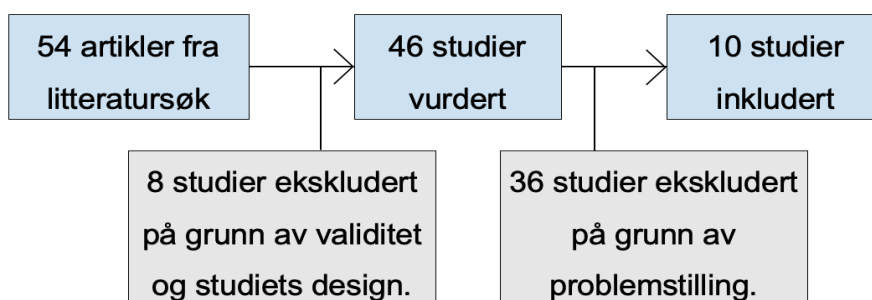 54 artikler fra
litteratursøk
46 studier
vurdert
10 studier
inkludert
8 studier ekskludert
på grunn av validitet
og studiets design.
36 studier ekskludert
på grunn av
problemstilling.